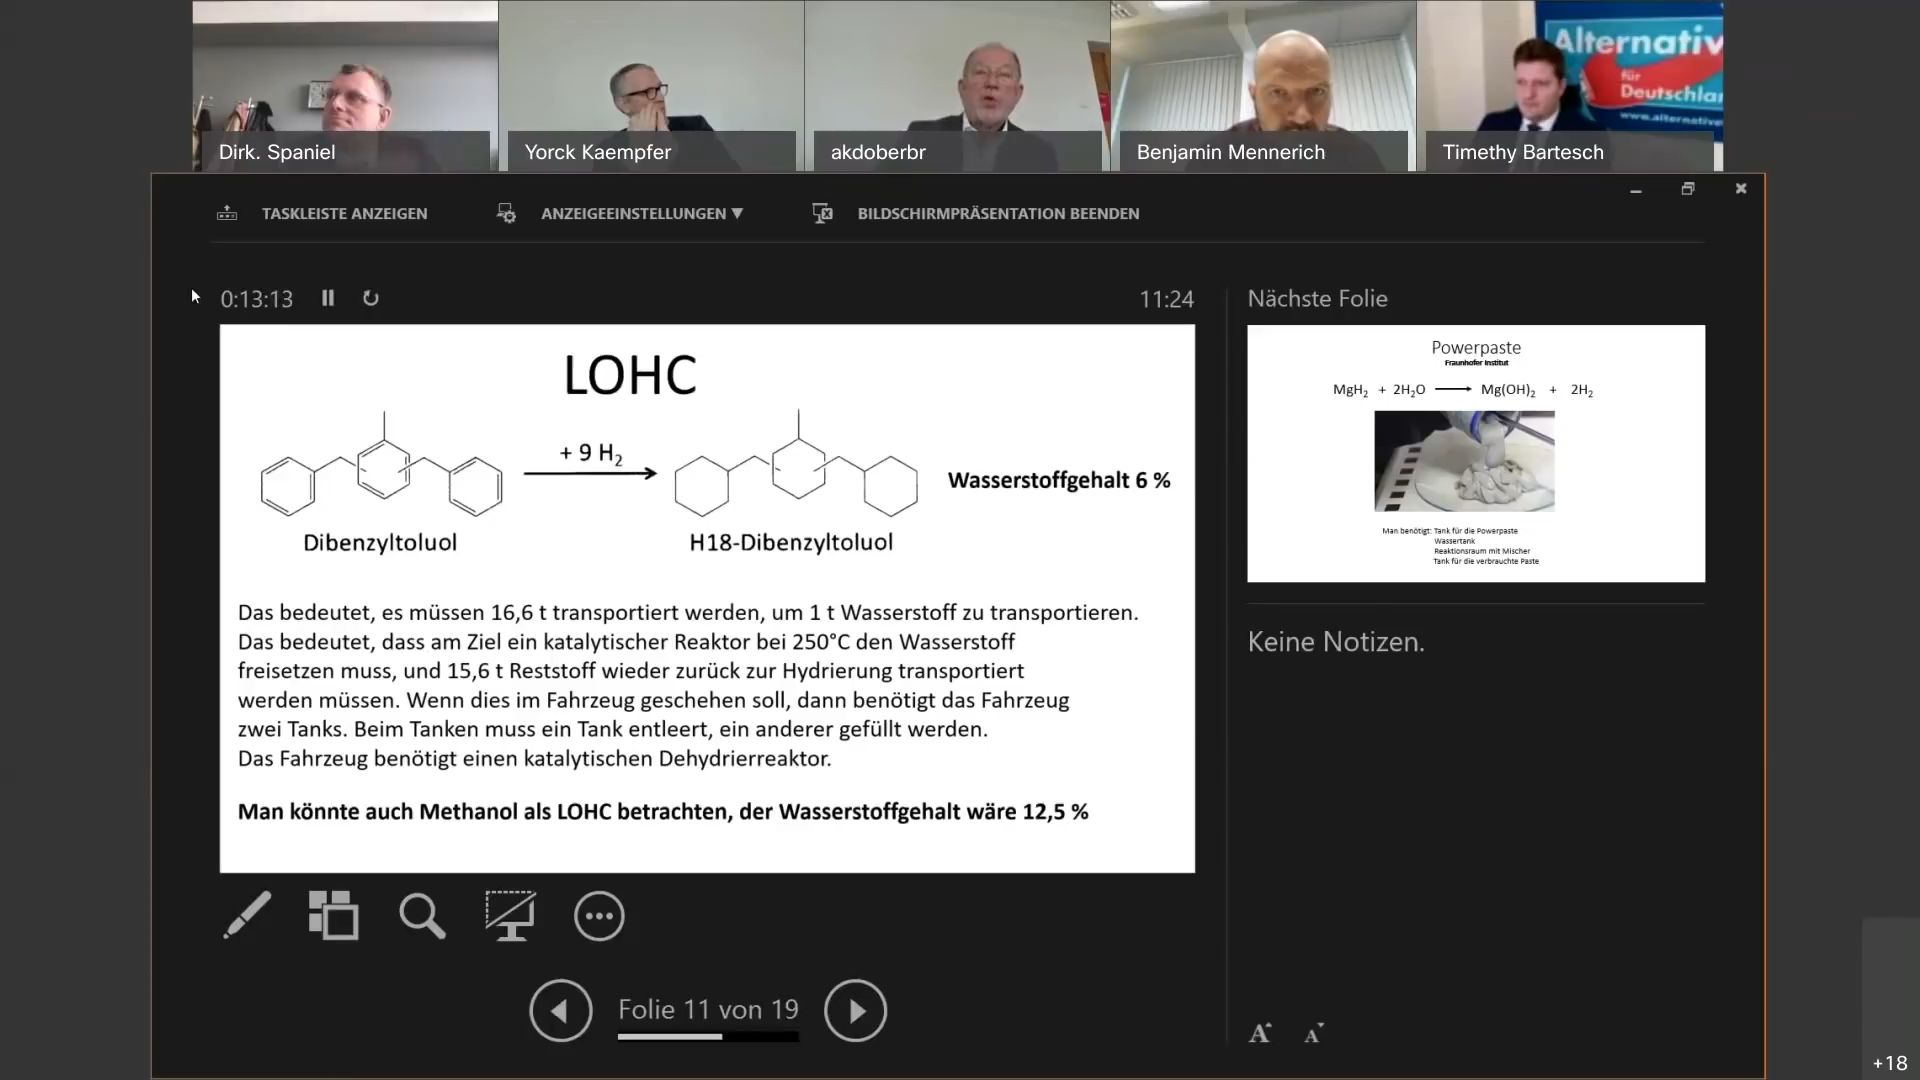 Alternativ
für
Deutschlan
www.alternative
Dirk. Spaniel
Yorck Kaempfer
akdoberbr
Benjamin Mennerich
Timethy Bartesch
TASKLEISTE ANZEIGEN
ANZEIGEEINSTELLUNGEN ▼
BILDSCHIRMPRÄSENTATION BEENDEN
0:13:13
11:24
LOHC
+ 9 H₂
Wasserstoffgehalt 6 %
Dibenzyltoluol
H18-Dibenzyltoluol
Das bedeutet, es müssen 16,6 t transportiert werden, um 1 t Wasserstoff zu transportieren.
Das bedeutet, dass am Ziel ein katalytischer Reaktor bei 250°C den Wasserstoff
freisetzen muss, und 15,6 t Reststoff wieder zurück zur Hydrierung transportiert
werden müssen. Wenn dies im Fahrzeug geschehen soll, dann benötigt das Fahrzeug
zwei Tanks. Beim Tanken muss ein Tank entleert, ein anderer gefüllt werden.
Das Fahrzeug benötigt einen katalytischen Dehydrierreaktor.
Man könnte auch Methanol als LOHC betrachten, der Wasserstoffgehalt wäre 12,5 %
Folie 11 von 19
Nächste Folie
Powerpaste
Fraunhofer Institut
MgH₂ + 2H₂O ⟶ Mg(OH)₂ + 2H₂
Man benötigt: Tank für die Powerpaste
Wassertank
Reaktionsraum mit Mischer
Tank für die verbrauchte Paste
Keine Notizen.
A A
+18